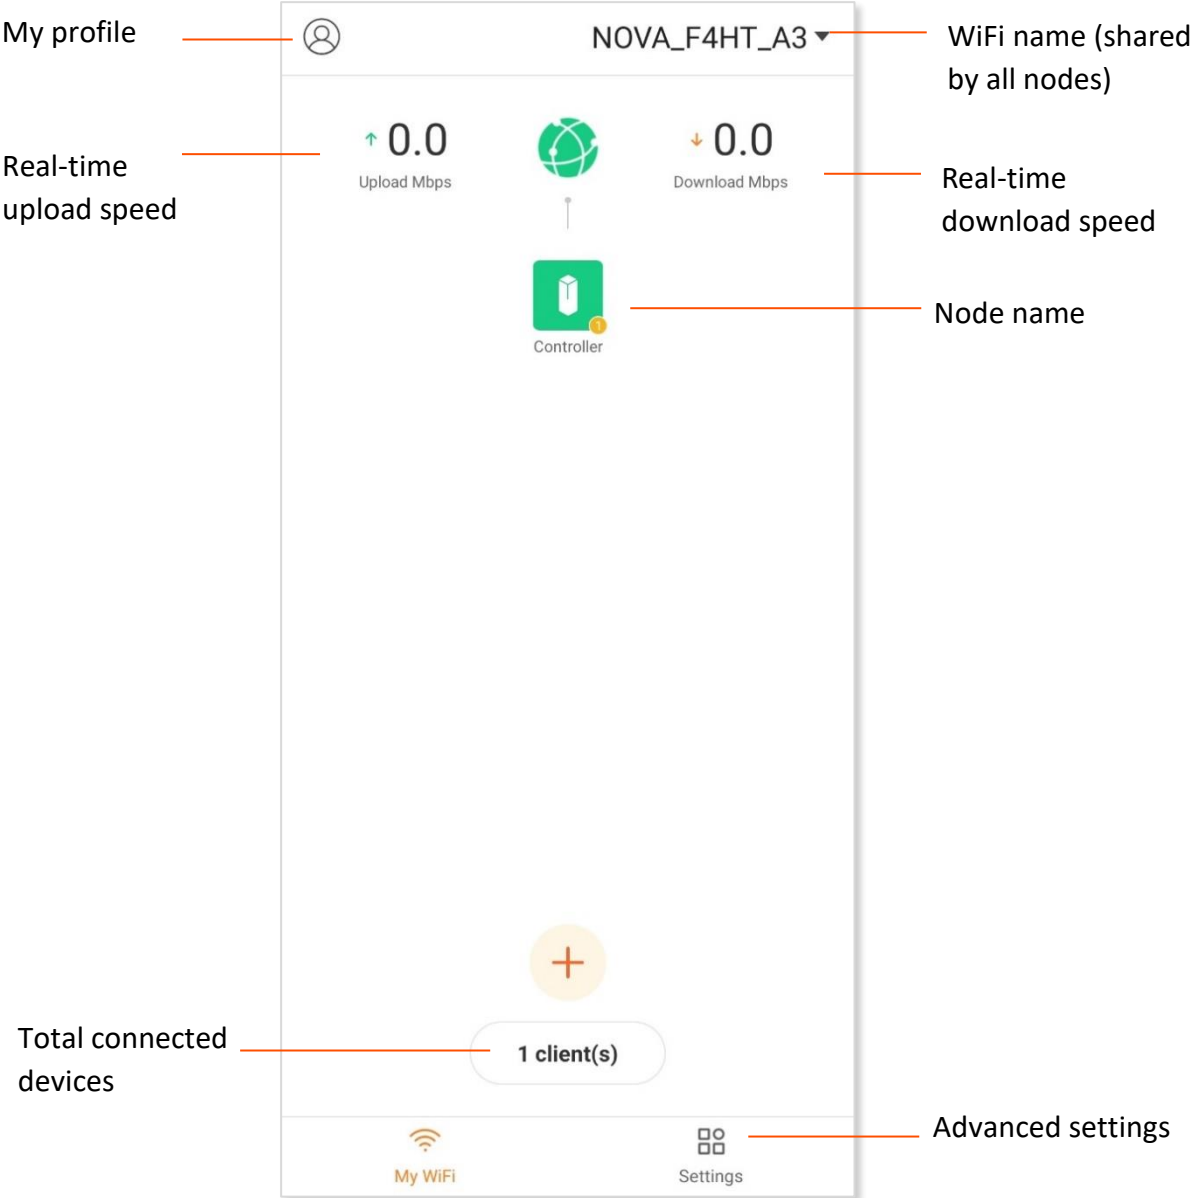 My profile
NOVA_F4HT_A3
WiFi name (shared
by all nodes)
0.0
Upload Mbps
0.0
Download Mbps
Real-time
upload speed
Real-time
download speed
1
Controller
Node name
Total connected
devices
1 client(s)
My WiFi
Settings
Advanced settings